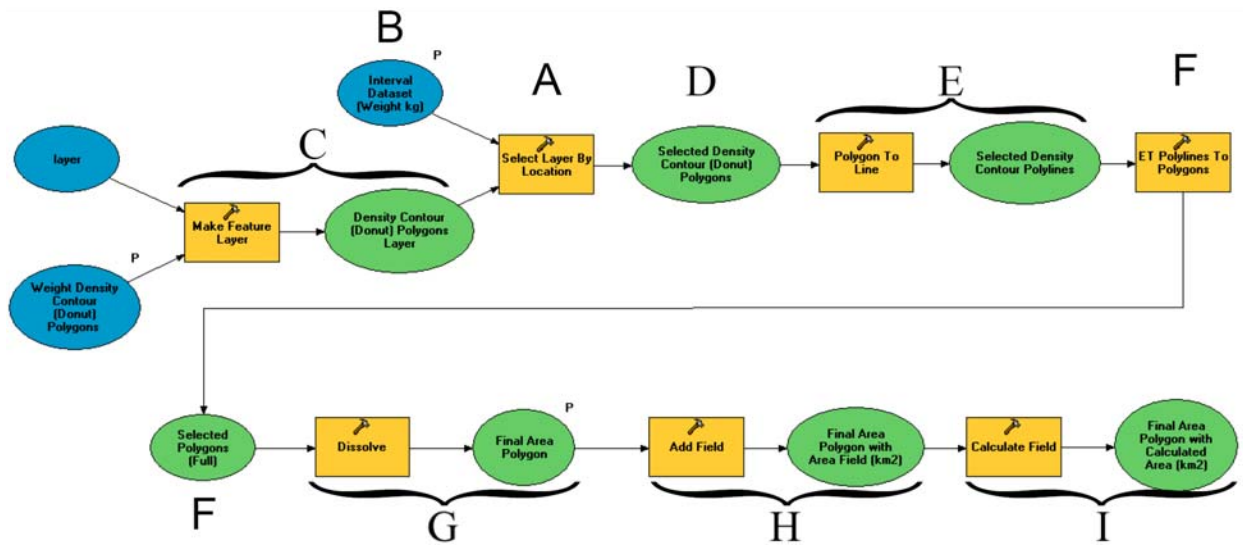 B
P
Interval
Dataset
(Weight kg)
A
D
E
F
layer
C
Select Layer By
Location
Selected Density
Contour (Donut)
Polygons
Polygon To
Line
Selected Density
Contour Polylines
ET Polylines To
Polygons
Make Feature
Layer
Density Contour
(Donut) Polygons
Layer
P
Weight Density
Contour
(Donut)
Polygons
Selected
Polygons
(Full)
F
Dissolve
Final Area
Polygon
P
G
Add Field
Final Area
Polygon with
Area Field (km2)
H
Calculate Field
Final Area
Polygon with
Calculated
Area (km2)
I